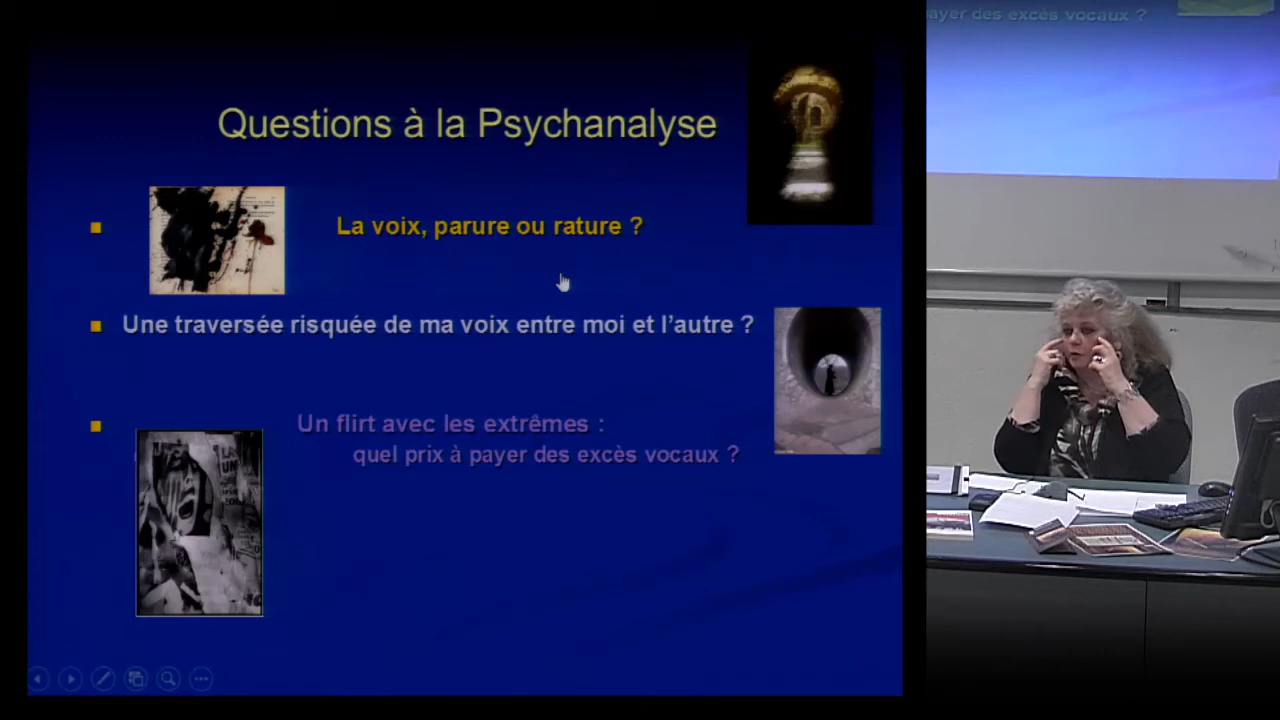 Questions à la Psychanalyse
La voix, parure ou rature ?
Une traversée risquée de ma voix entre moi et l’autre ?
Un flirt avec les extrêmes :
quel prix à payer des excès vocaux ?
payer des excès vocaux ?